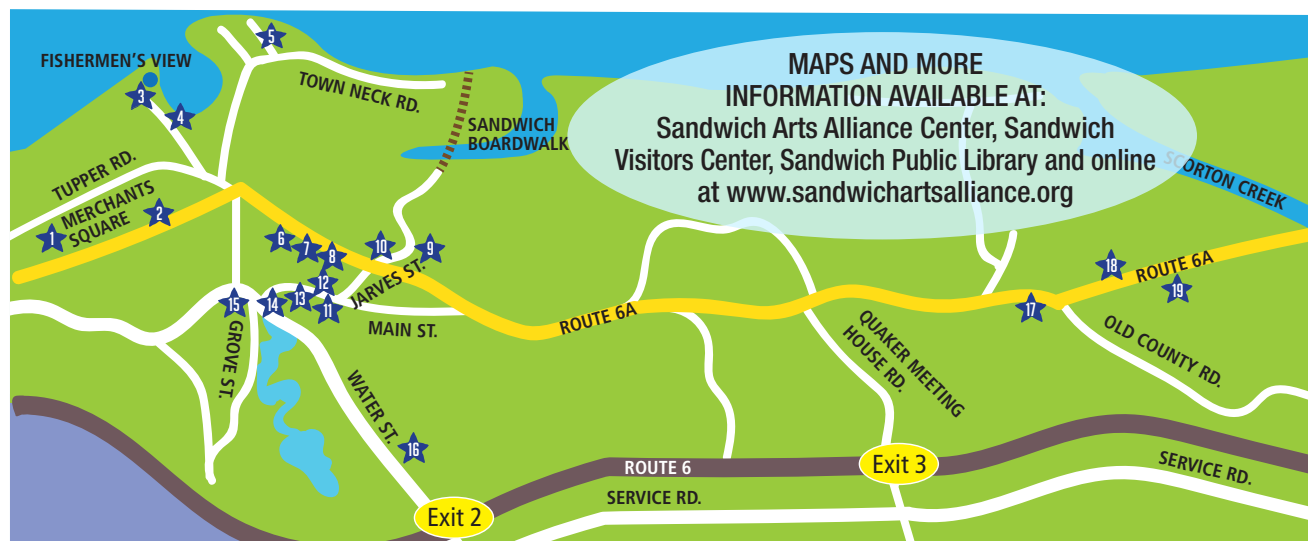 MAPS AND MORE
INFORMATION AVAILABLE AT:
Sandwich Arts Alliance Center, Sandwich
Visitors Center, Sandwich Public Library and online
at www.sandwichartsalliance.org
5
FISHERMEN'S VIEW
3
4
TOWN NECK RD.
SANDWICH
BOARDWALK
SCORTON CREEK
TUPPER RD.
MERCHANTS
SQUARE
1
2
6
7
8
10
9
12
13
11
14
15
JARVES ST.
MAIN ST.
GROVE ST.
WATER ST.
16
ROUTE 6A
QUAKER MEETING
HOUSE RD.
17
18
19
ROUTE 6A
OLD COUNTY RD.
ROUTE 6
Exit 3
SERVICE RD.
SERVICE RD.
Exit 2